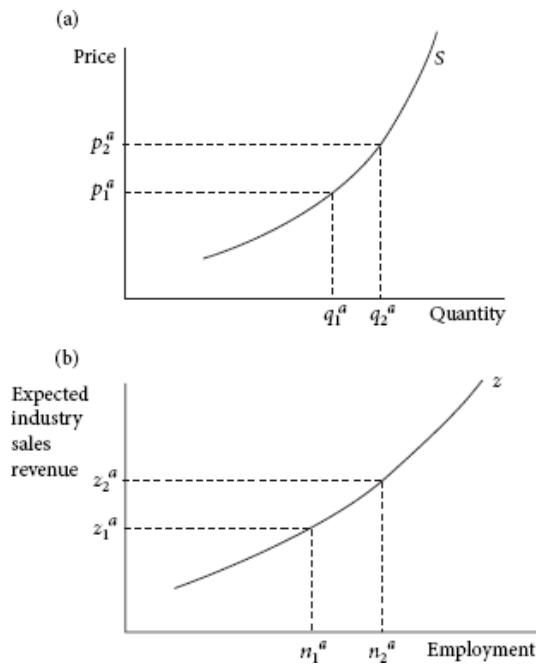 (a)
Price
S
p₂ᵃ
p₁ᵃ
q₁ᵃ q₂ᵃ Quantity
(b)
Expected
industry
sales
revenue
z
z₂ᵃ
z₁ᵃ
n₁ᵃ n₂ᵃ Employment